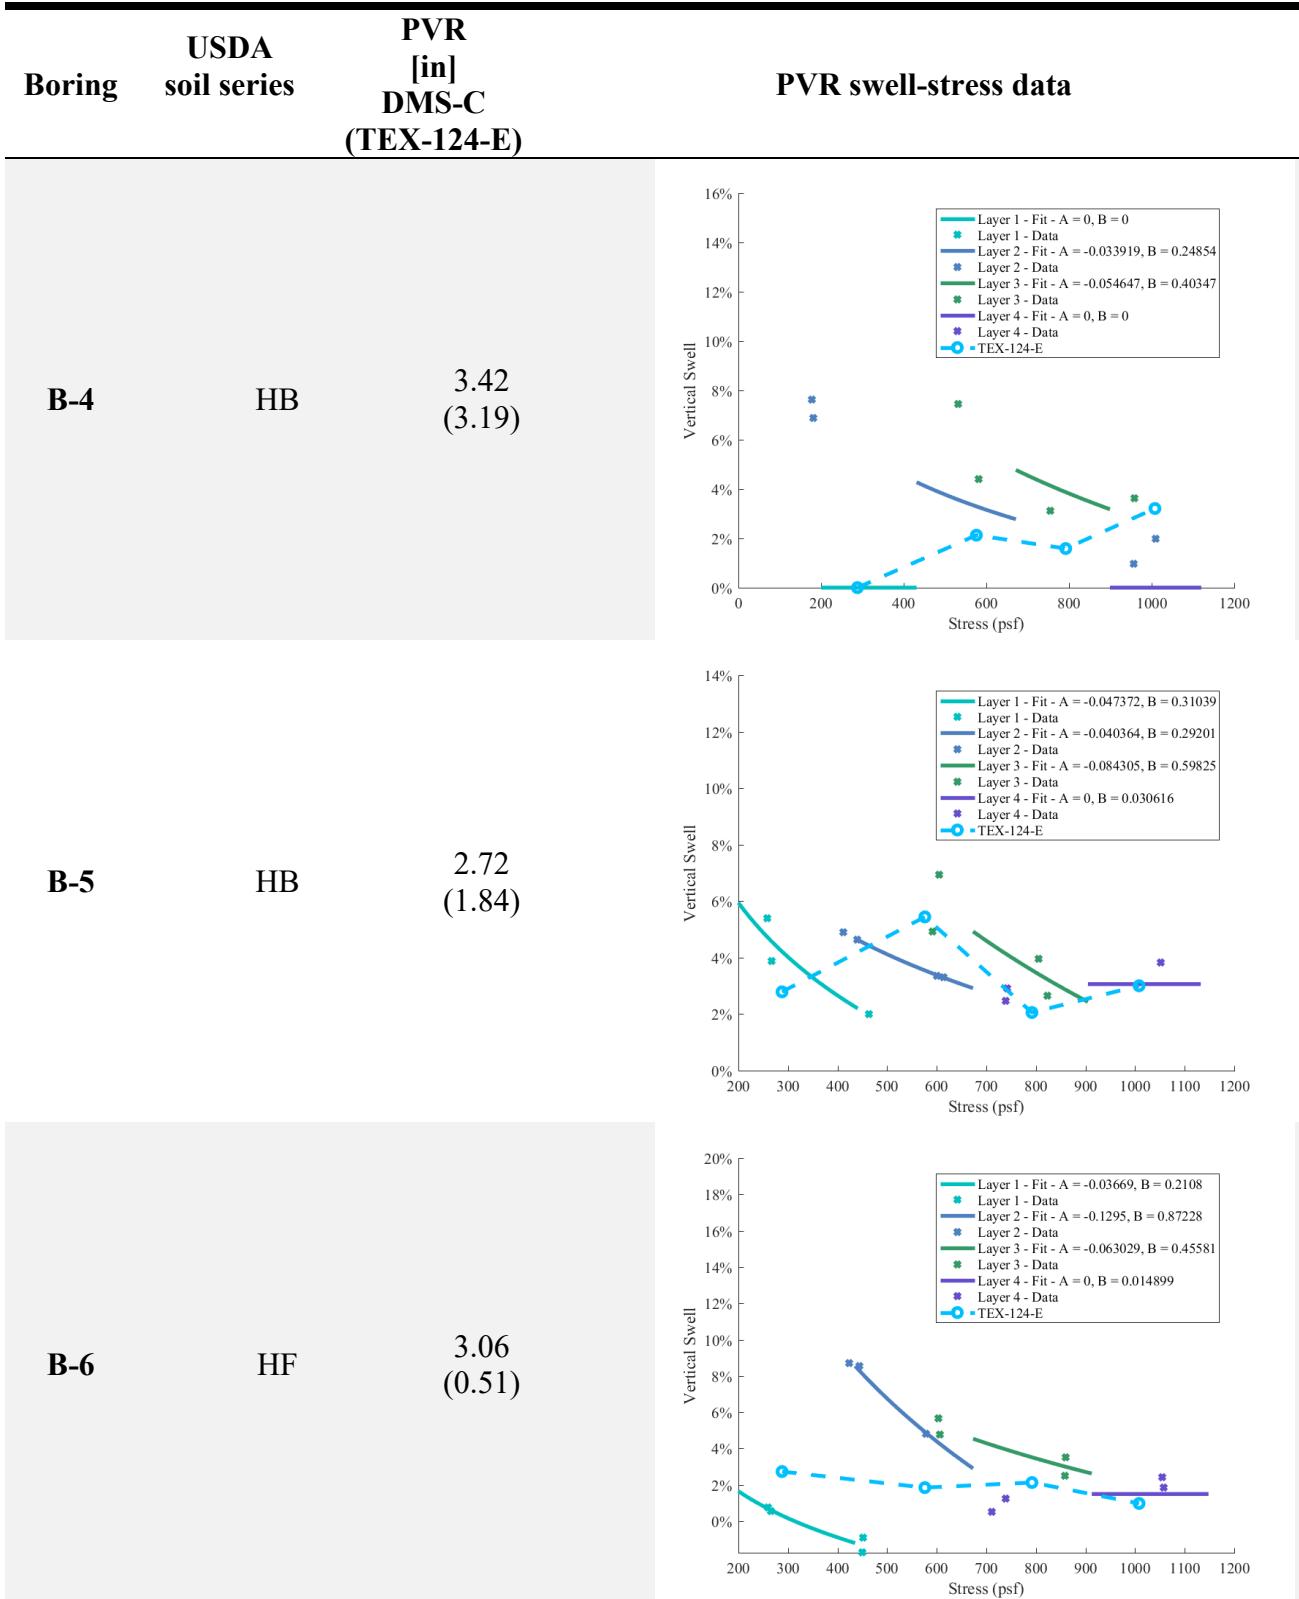 Boring
USDA
soil series
PVR
[in]
DMS-C
(TEX-124-E)
PVR swell-stress data
B-4
HB
3.42
(3.19)
16%
14%
12%
10%
8%
6%
4%
2%
0%
Vertical Swell
Layer 1 - Fit - A = 0, B = 0
Layer 1 - Data
Layer 2 - Fit - A = -0.033919, B = 0.24854
Layer 2 - Data
Layer 3 - Fit - A = -0.054647, B = 0.40347
Layer 3 - Data
Layer 4 - Fit - A = 0, B = 0
Layer 4 - Data
TEX-124-E
0 200 400 600 800 1000 1200
Stress (psf)
B-5
HB
2.72
(1.84)
14%
12%
10%
8%
6%
4%
2%
0%
Vertical Swell
Layer 1 - Fit - A = -0.047372, B = 0.31039
Layer 1 - Data
Layer 2 - Fit - A = -0.040364, B = 0.29201
Layer 2 - Data
Layer 3 - Fit - A = -0.084305, B = 0.59825
Layer 3 - Data
Layer 4 - Fit - A = 0, B = 0.030616
Layer 4 - Data
TEX-124-E
200 300 400 500 600 700 800 900 1000 1100 1200
Stress (psf)
B-6
HF
3.06
(0.51)
20%
18%
16%
14%
12%
10%
8%
6%
4%
2%
0%
Vertical Swell
Layer 1 - Fit - A = -0.03669, B = 0.2108
Layer 1 - Data
Layer 2 - Fit - A = -0.1295, B = 0.87228
Layer 2 - Data
Layer 3 - Fit - A = -0.063029, B = 0.45581
Layer 3 - Data
Layer 4 - Fit - A = 0, B = 0.014899
Layer 4 - Data
TEX-124-E
200 300 400 500 600 700 800 900 1000 1100 1200
Stress (psf)